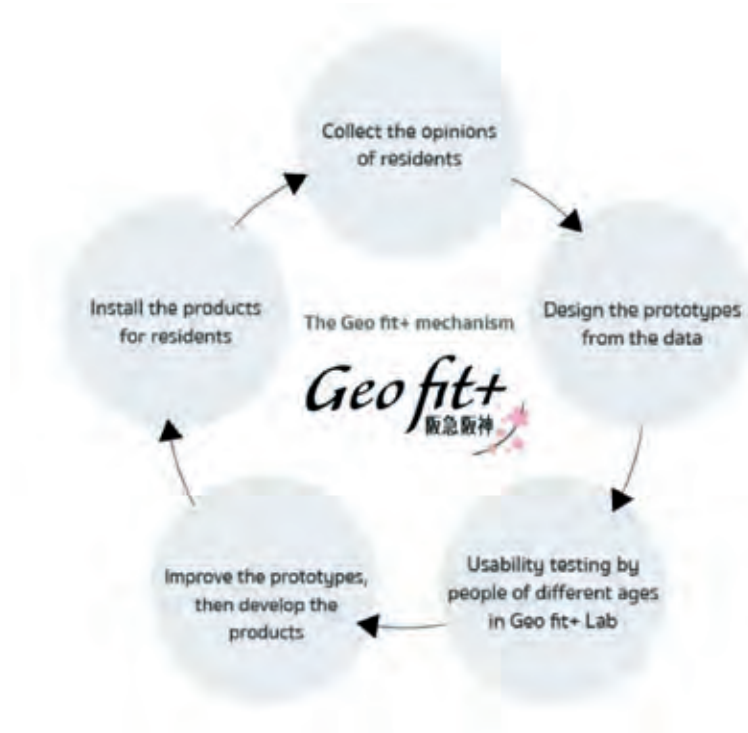 Collect the opinions
of residents
Design the prototypes
from the data
Usability testing by
people of different ages
in Geo fit+ Lab
Improve the prototypes,
then develop the
products
Install the products
for residents
The Geo fit+ mechanism
Geo fit+
阪急阪神